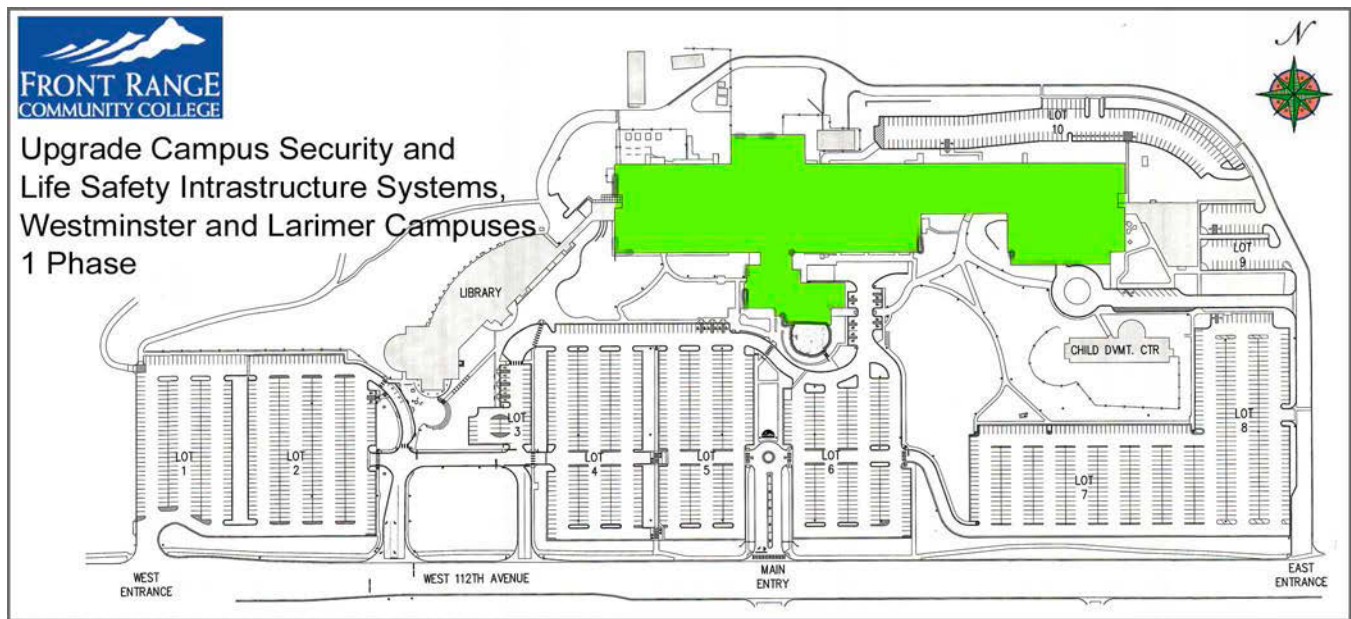 FRONT RANGE
COMMUNITY COLLEGE
Upgrade Campus Security and
Life Safety Intrastructure Systems,
Westminster and Larimer Campuses
1 Phase
N
LOT
10
LOT
9
LIBRARY
CHILD DVMT. CTR
LOT
1
LOT
2
LOT
3
LOT
4
LOT
5
LOT
6
LOT
7
LOT
8
WEST
ENTRANCE
WEST 112TH AVENUE
MAIN
ENTRY
EAST
ENTRANCE